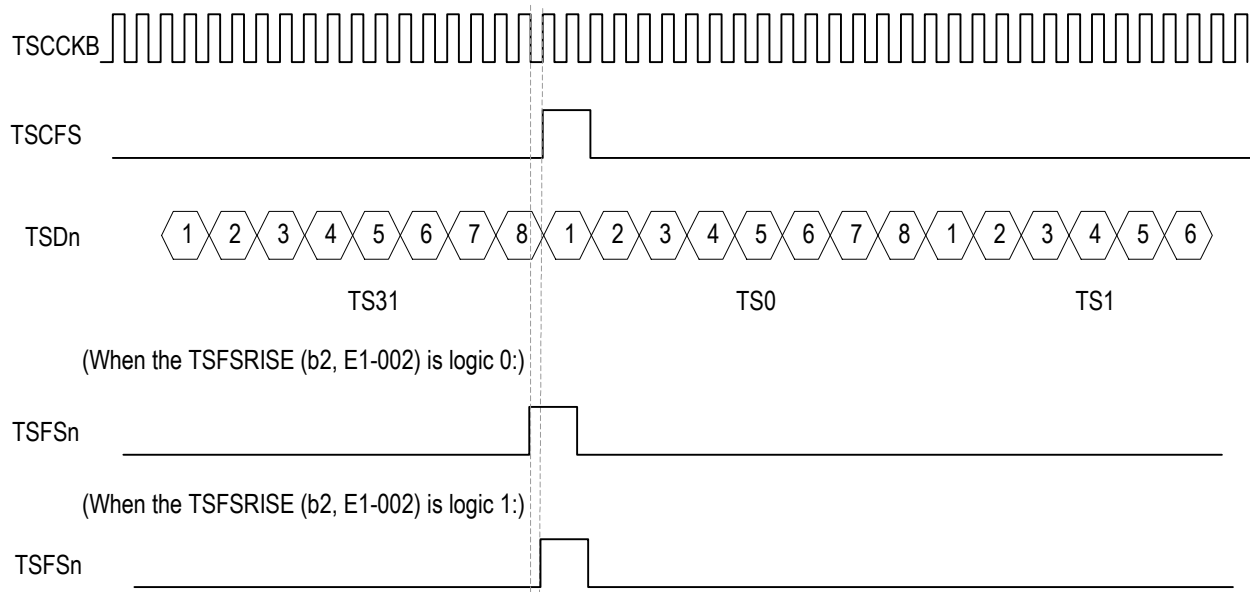 TSCCKB
TSCFS
TSDn 1 2 3 4 5 6 7 8 1 2 3 4 5 6 7 8 1 2 3 4 5 6
TS31 TS0 TS1
(When the TSFSRISE (b2, E1-002) is logic 0:)
TSFSn
(When the TSFSRISE (b2, E1-002) is logic 1:)
TSFSn